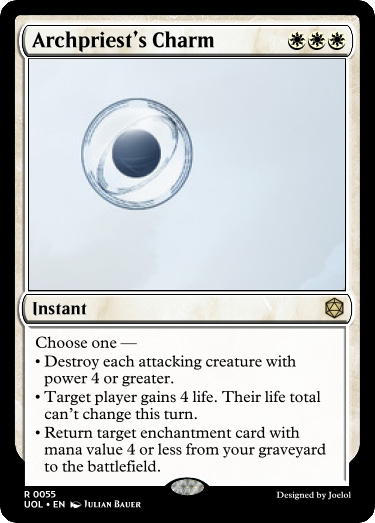 Archpriest's Charm
Instant
Choose one —
• Destroy each attacking creature with
power 4 or greater.
• Target player gains 4 life. Their life total
can't change this turn.
• Return target enchantment card with
mana value 4 or less from your graveyard
to the battlefield.
R 0055
UOL • EN Julian Bauer
Designed by Joelol